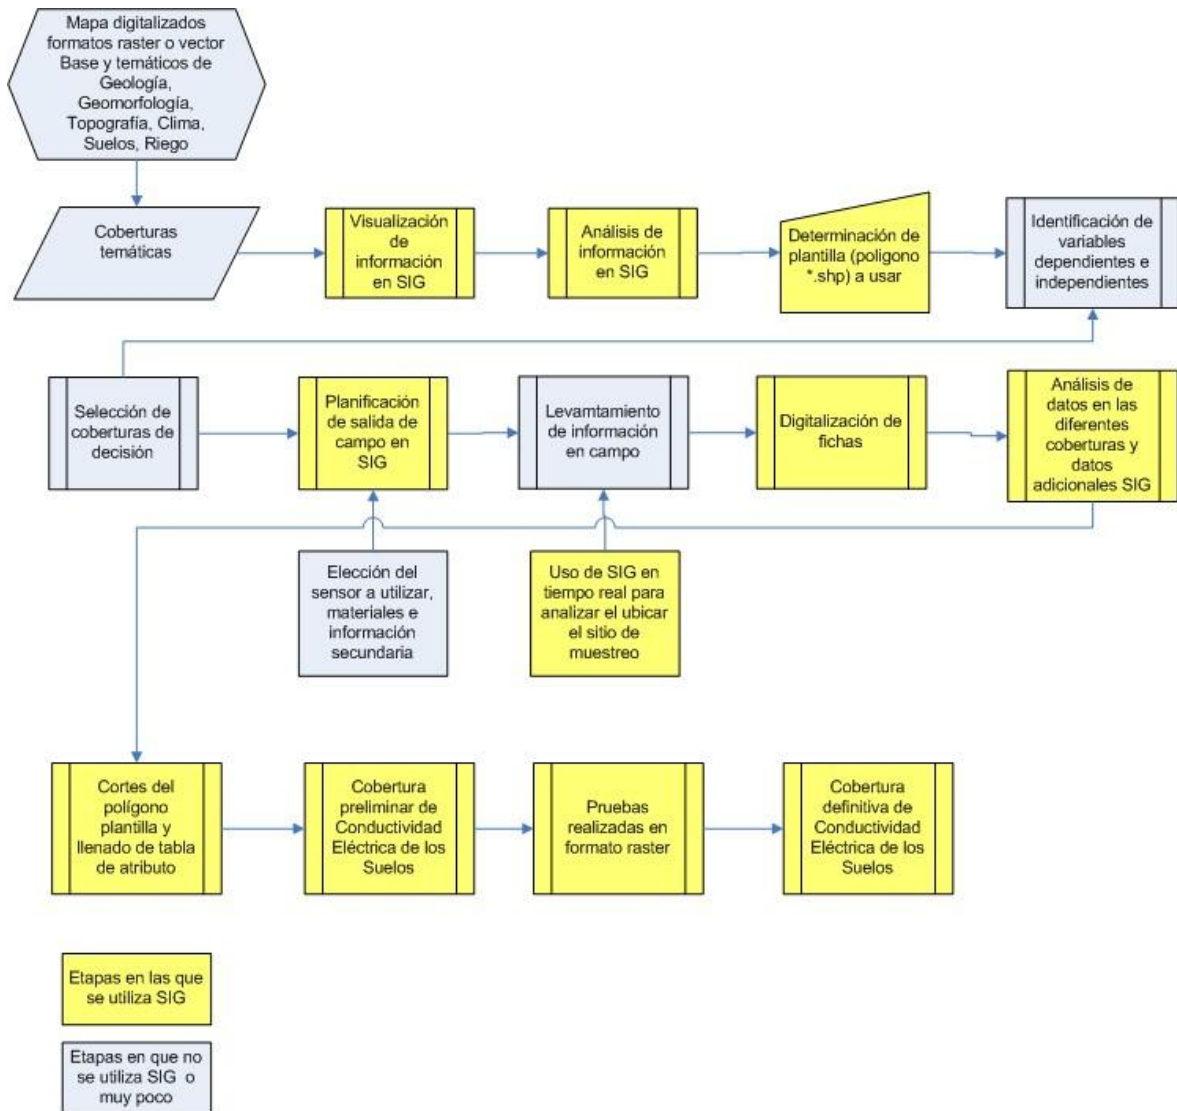 Mapa digitalizados
formatos raster o vector
Base y temáticos de
Geología,
Geomorfología,
Topografía, Clima,
Suelos, Riego
Coberturas
temáticas
Visualización
de
información
en SIG
Análisis de
información
en SIG
Determinación de
plantilla (poligono
*.shp) a usar
Identificación de
variables
dependientes e
independientes
Selección de
coberturas de
decisión
Planificación
de salida de
campo en
SIG
Levamtamiento
de información
en campo
Digitalización de
fichas
Análisis de
datos en las
diferentes
coberturas y
datos
adicionales SIG
Elección del
sensor a utilizar,
materiales e
información
secundaria
Uso de SIG en
tiempo real para
analizar el ubicar
el sitio de
muestreo
Cortes del
polígono
plantilla y
llenado de tabla
de atributo
Cobertura
preliminar de
Conductividad
Eléctrica de los
Suelos
Pruebas
realizadas en
formato raster
Cobertura
definitiva de
Conductividad
Eléctrica de los
Suelos
Etapas en las que
se utiliza SIG
Etapas en que no
se utiliza SIG o
muy poco